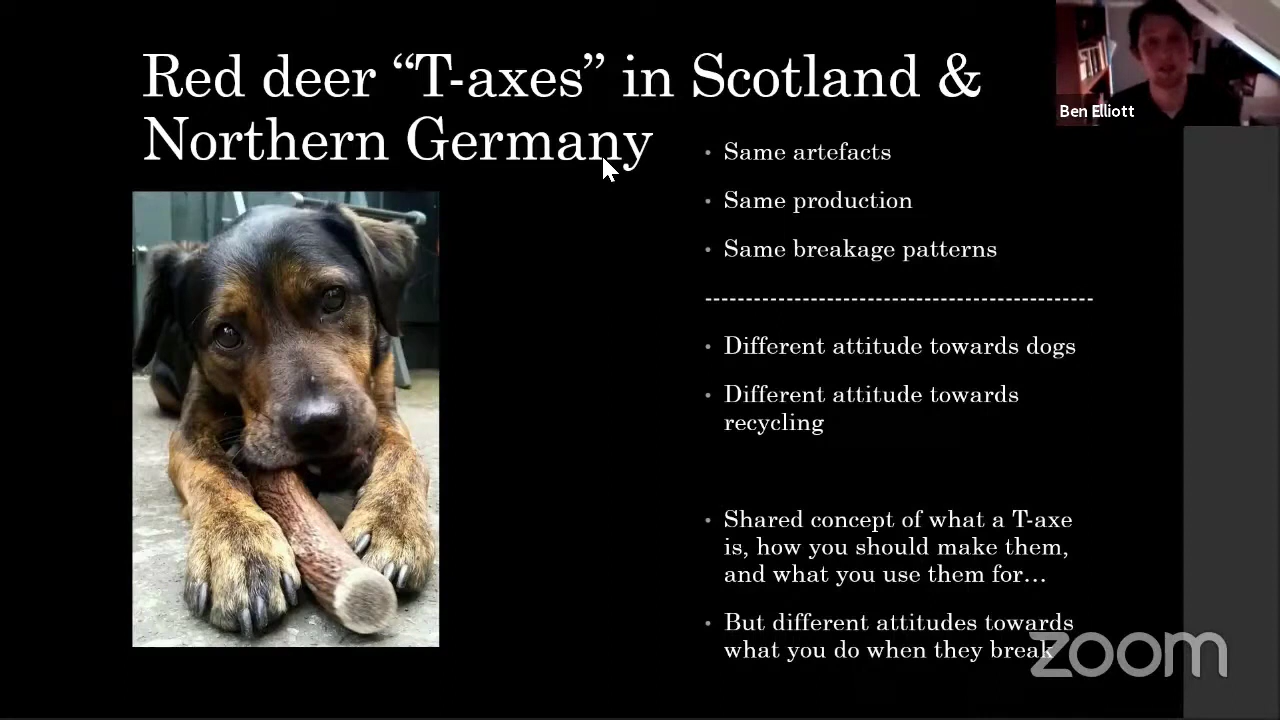 Red deer “T-axes” in Scotland &
Northern Germany
Ben Elliott
• Same artefacts
• Same production
• Same breakage patterns
------------------------------------------------
• Different attitude towards dogs
• Different attitude towards
recycling
• Shared concept of what a T-axe
is, how you should make them,
and what you use them for…
• But different attitudes towards
what you do when they break
zoom